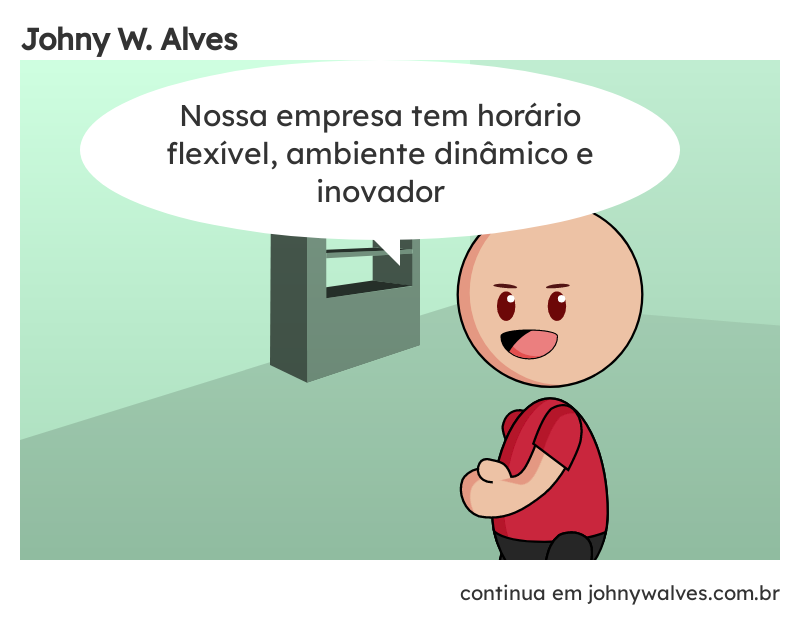 Johny W. Alves
Nossa empresa tem horário
flexível, ambiente dinâmico e
inovador
continua em johnywalves.com.br